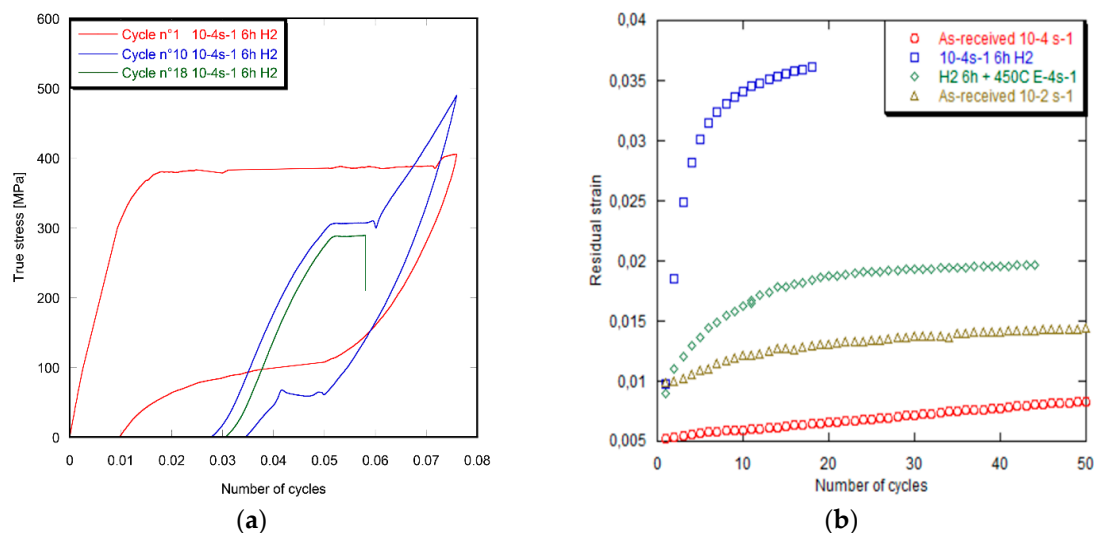 Cycle n°1 10-4s-1 6h H2
Cycle n°10 10-4s-1 6h H2
Cycle n°18 10-4s-1 6h H2
600
500
400
300
200
100
0
True stress [MPa]
0
0.01
0.02
0.03
0.04
0.05
0.06
0.07
0.08
Number of cycles
(a)
As-received 10-4 s-1
10-4s-1 6h H2
H2 6h + 450C E-4s-1
As-received 10-2 s-1
0,04
0,035
0,03
0,025
0,02
0,015
0,01
0,005
Residual strain
0
10
20
30
40
50
Number of cycles
(b)